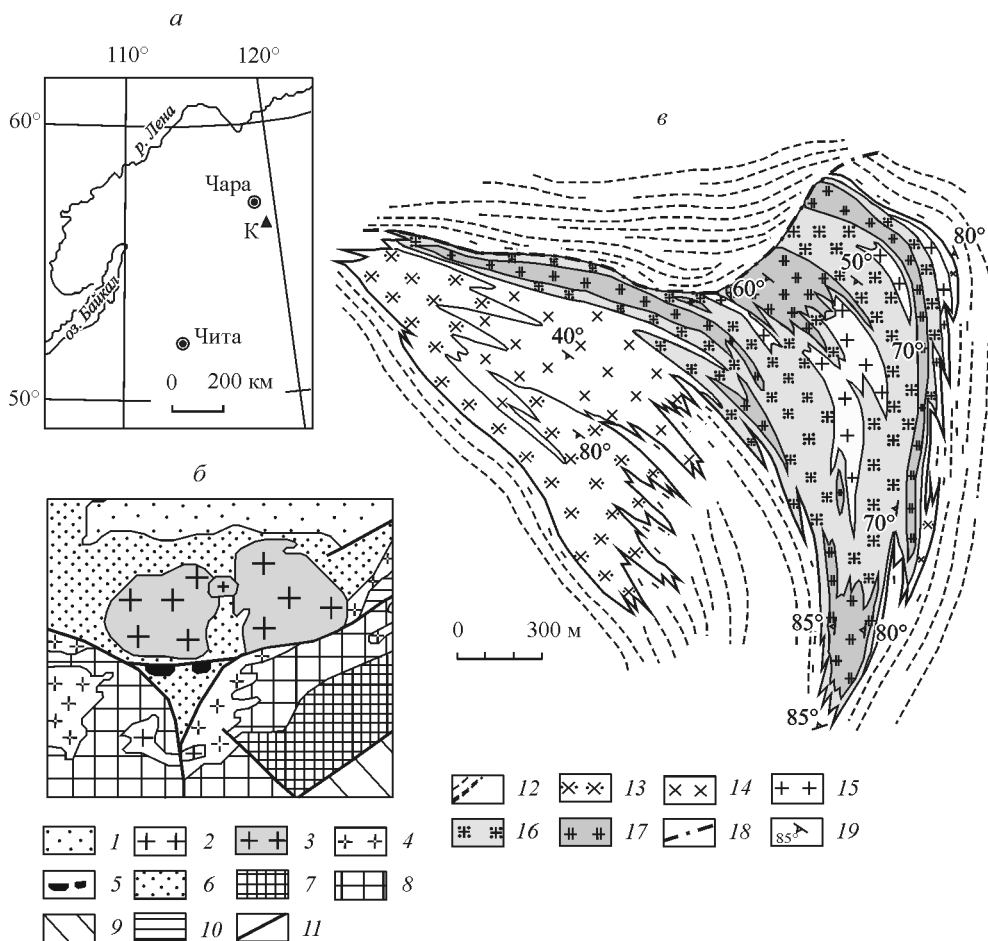 а
110° 120°
60°
р. Лена
Чара
К
оз. Байкал
Чита
0 200 км
50°
б
в
80°
50°
60°
40°
70°
80°
70°
85°
80°
85°
0 300 м
1 2 3 4
5 6 7 8
9 10 11
12 13 14 15
16 17 18 85° 19